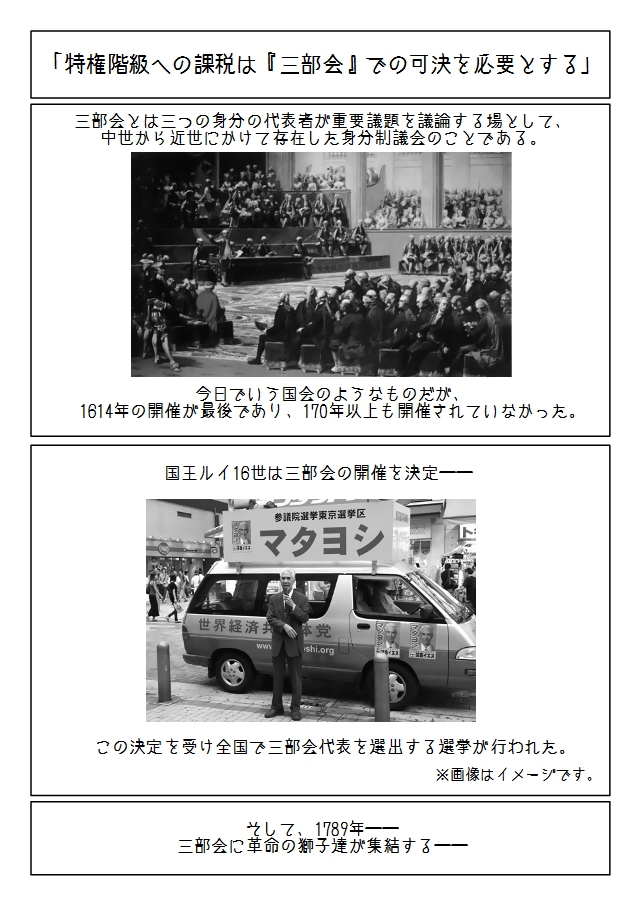 「特権階級への課税は『三部会』での可決を必要とする」
三部会とは三つの身分の代表者が重要議題を議論する場として、
中世から近世にかけて存在した身分制議会のことである。
今日でいう国会のようなものだが、
1614年の開催が最後であり、170年以上も開催されていなかった。
国王ルイ16世は三部会の開催を決定――
参議院選挙東京選挙区
マタヨシ
世界経済共 本党
www. oshi.org
マタヨシ
マタヨシ
この決定を受け全国で三部会代表を選出する選挙が行われた。
※画像はイメージです。
そして、1789年――
三部会に革命の獅子達が集結する――